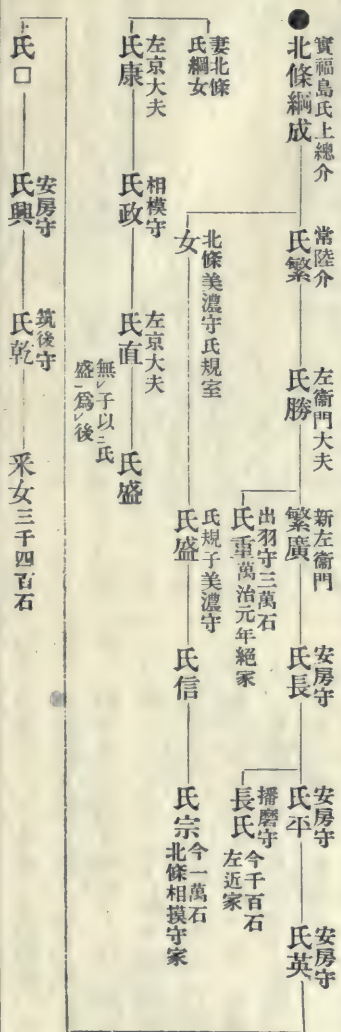 ●北條綱成 實福島氏上總介
氏繁 常陸介
氏勝 左衞門大夫
繁廣 新左衞門
氏長 安房守
氏平 安房守
氏英 安房守
氏重 出羽守三萬石 萬治元年絕家
長氏 播磨守 今千百石 左近家
女 北條美濃守氏規室
氏盛 氏規子美濃守
氏信
氏宗 今一萬石 北條相摸守家
妻北條氏綱女
氏康 左京大夫
氏政 相模守
氏直 左京大夫 無㆑子以㆓氏盛㆒爲㆑後
氏盛
氏□
氏興 安房守
氏乾 筑後守
釆女三千四百石